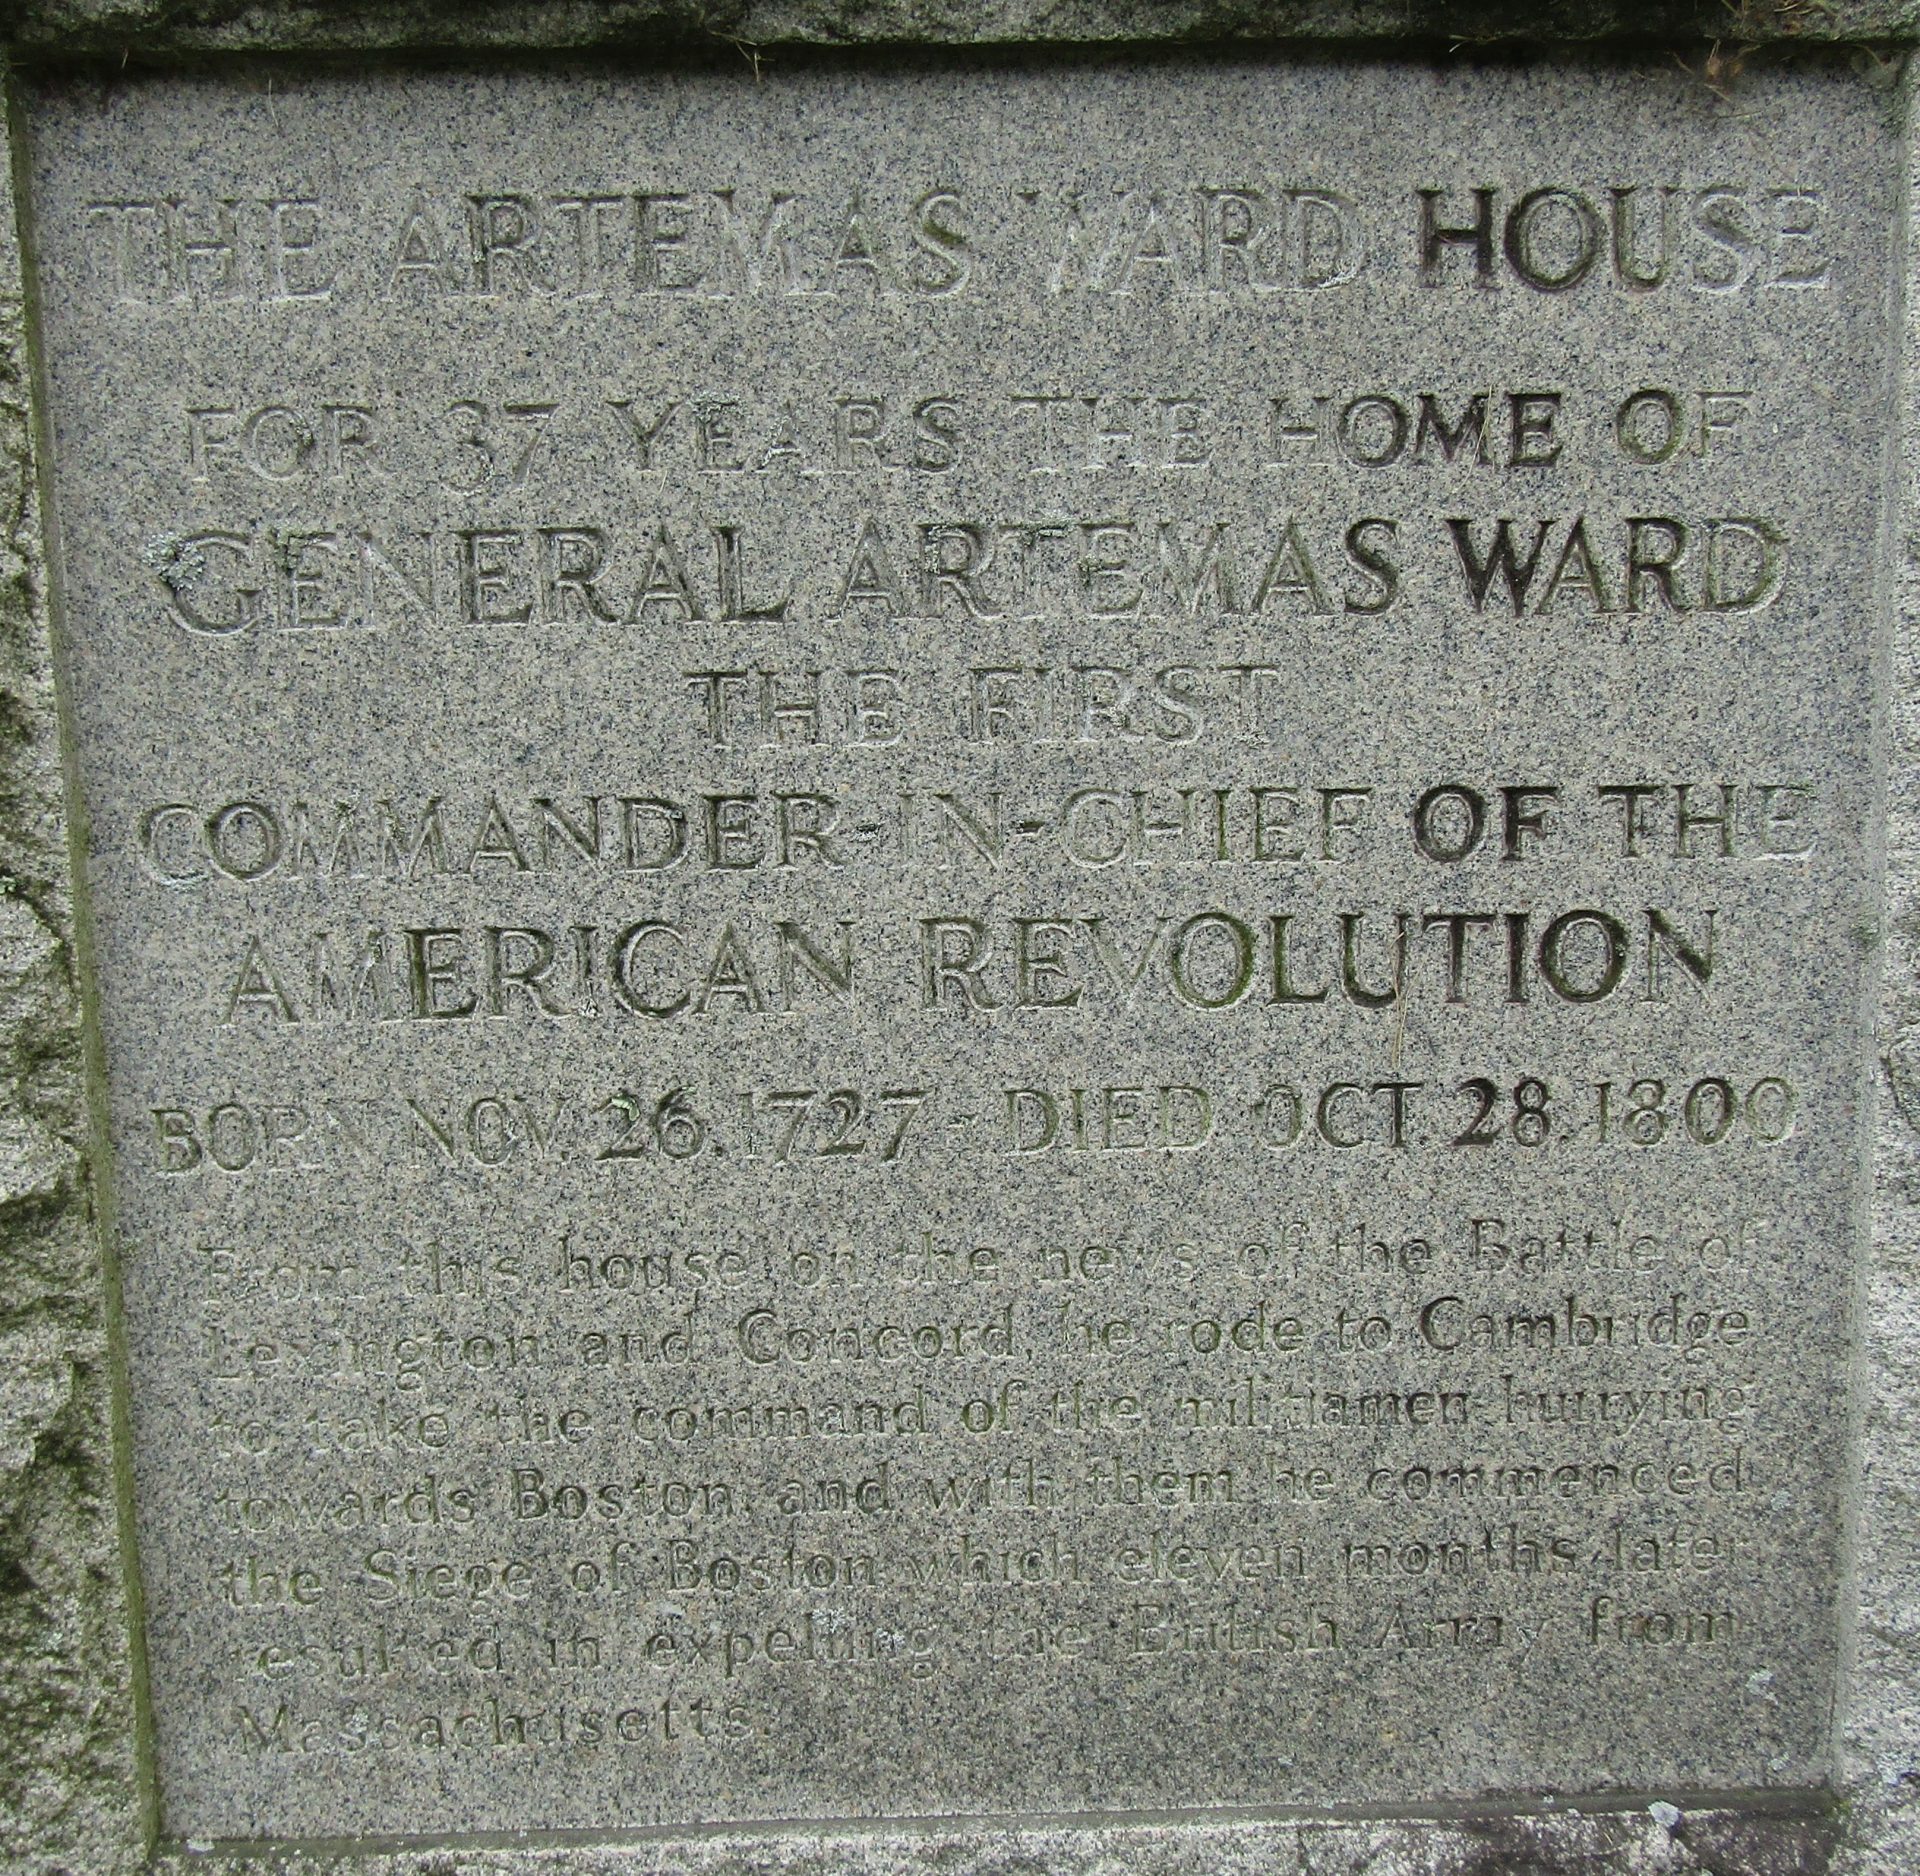 THE ARTEMAS WARD HOUSE
FOR 37 YEARS THE HOME OF
GENERAL ARTEMAS WARD
THE FIRST
COMMANDER-IN-CHIEF OF THE
AMERICAN REVOLUTION
BORN NOV. 26. 1727 - DIED OCT 28. 1800
From this house on the news of the Battle of
Lexington and Concord, he rode to Cambridge
to take the command of the militiamen hurrying
towards Boston, and with them he commenced
the Siege of Boston which eleven months later
resulted in expelling the British Army from
Massachusetts.